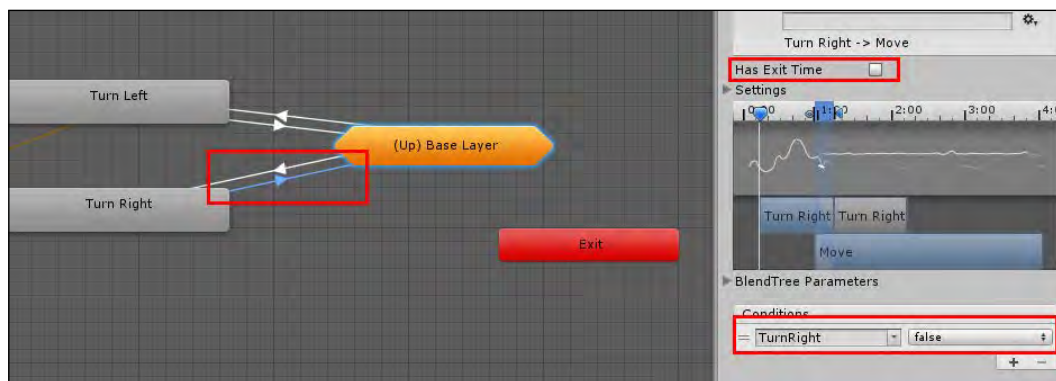 Turn Left
(Up) Base Layer
Turn Right
Exit
Turn Right -> Move
Has Exit Time
Settings
2:00 3:00
Turn Right Turn Right
Move
BlendTree Parameters
Conditions
TurnRight false